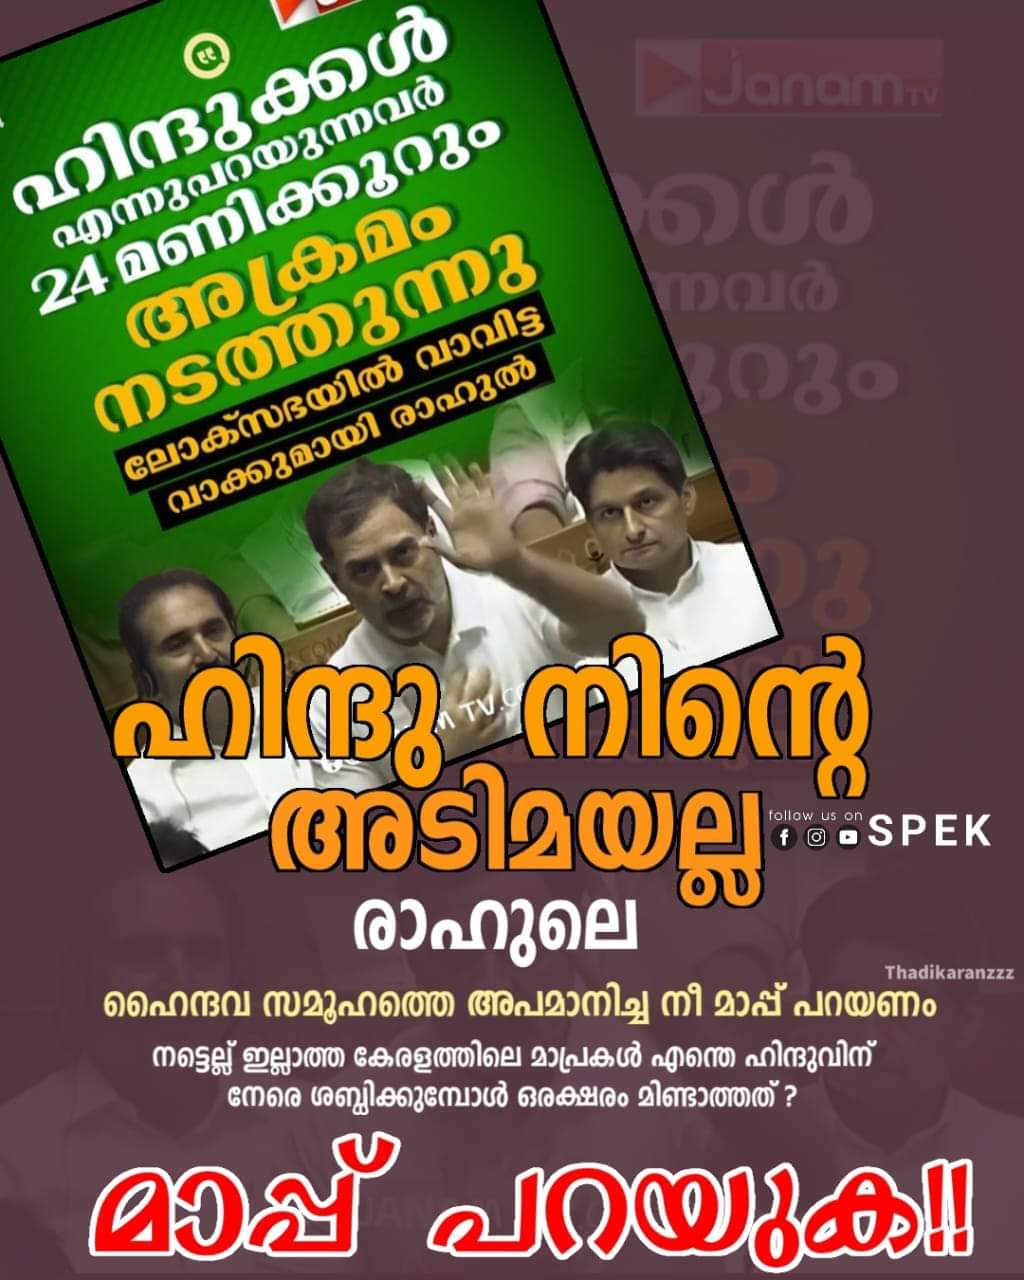 Janam TV
ഹിന്ദുക്കൾ
എന്നുപറയുന്നവർ
24 മണിക്കൂറും
അക്രമം
നടത്തുന്നു
ലോക്സഭയിൽ വാവിട്ട
വാക്കുമായി രാഹുൽ
ഹിന്ദു നിന്റെ
അടിമയല്ല
follow us on
SPEK
രാഹുലെ
Thadikaranzzz
ഹൈന്ദവ സമൂഹത്തെ അപമാനിച്ച നീ മാപ്പ് പറയണം
നട്ടെല്ല് ഇല്ലാത്ത കേരളത്തിലെ മാപ്രകൾ എന്തെ ഹിന്ദുവിന്
നേരെ ശബ്ദിക്കുമ്പോൾ ഒരക്ഷരം മിണ്ടാത്തത് ?
മാപ്പ് പറയുക!!